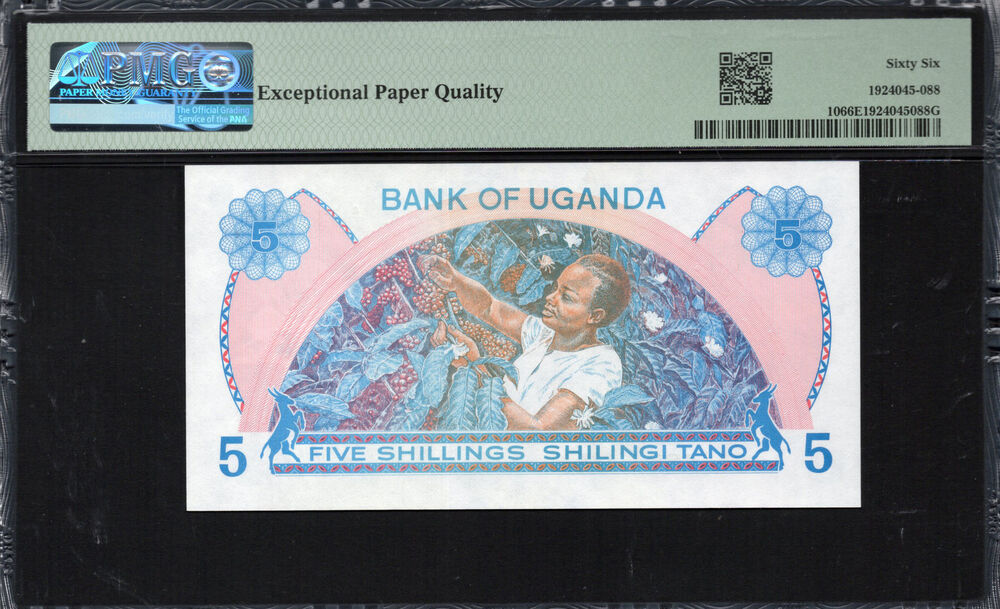 PMG
PAPER MONEY GUARANTY
The Official Grading
Service of the ANA
Exceptional Paper Quality
Sixty Six
1924045-088
1066E1924045088G
BANK OF UGANDA
5
5
5
FIVE SHILLINGS SHILINGI TANO
5